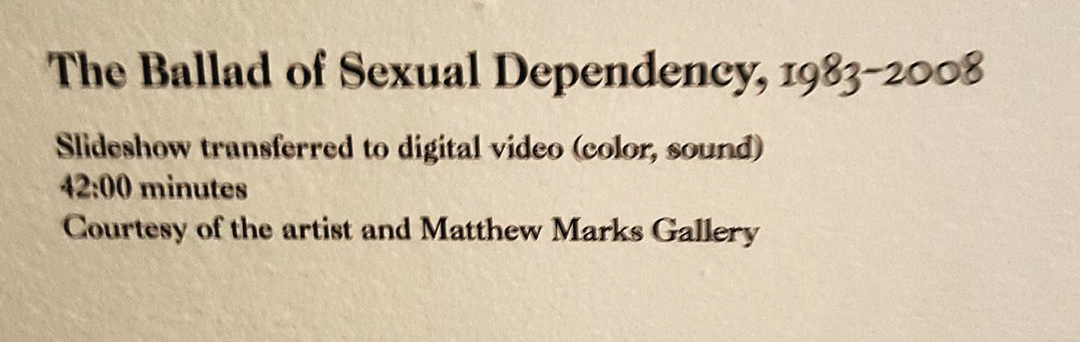 The Ballad of Sexual Dependency, 1983–2008
Slideshow transferred to digital video (color, sound)
42:00 minutes
Courtesy of the artist and Matthew Marks Gallery